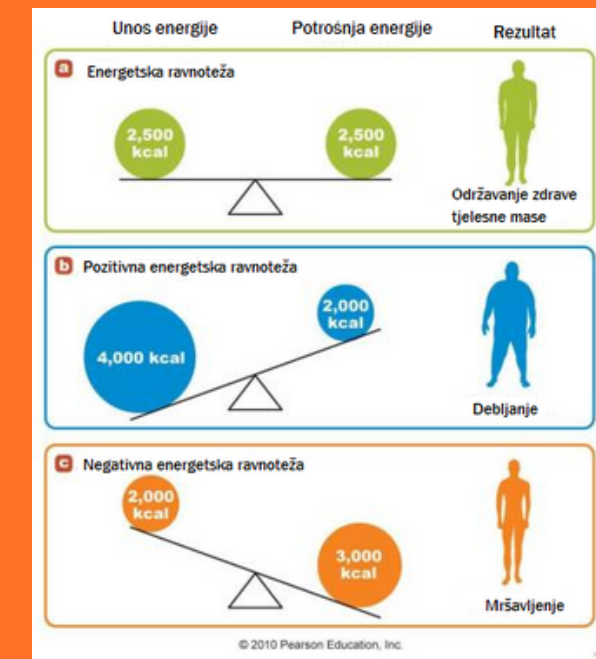 Unos energije
Potrošnja energije
Rezultat
a Energetska ravnoteža
2,500
kcal
2,500
kcal
Održavanje zdrave
tjelesne mase
b Pozitivna energetska ravnoteža
4,000 kcal
2,000
kcal
Debljanje
c Negativna energetska ravnoteža
2,000
kcal
3,000
kcal
Mršavljenje
© 2010 Pearson Education, Inc.